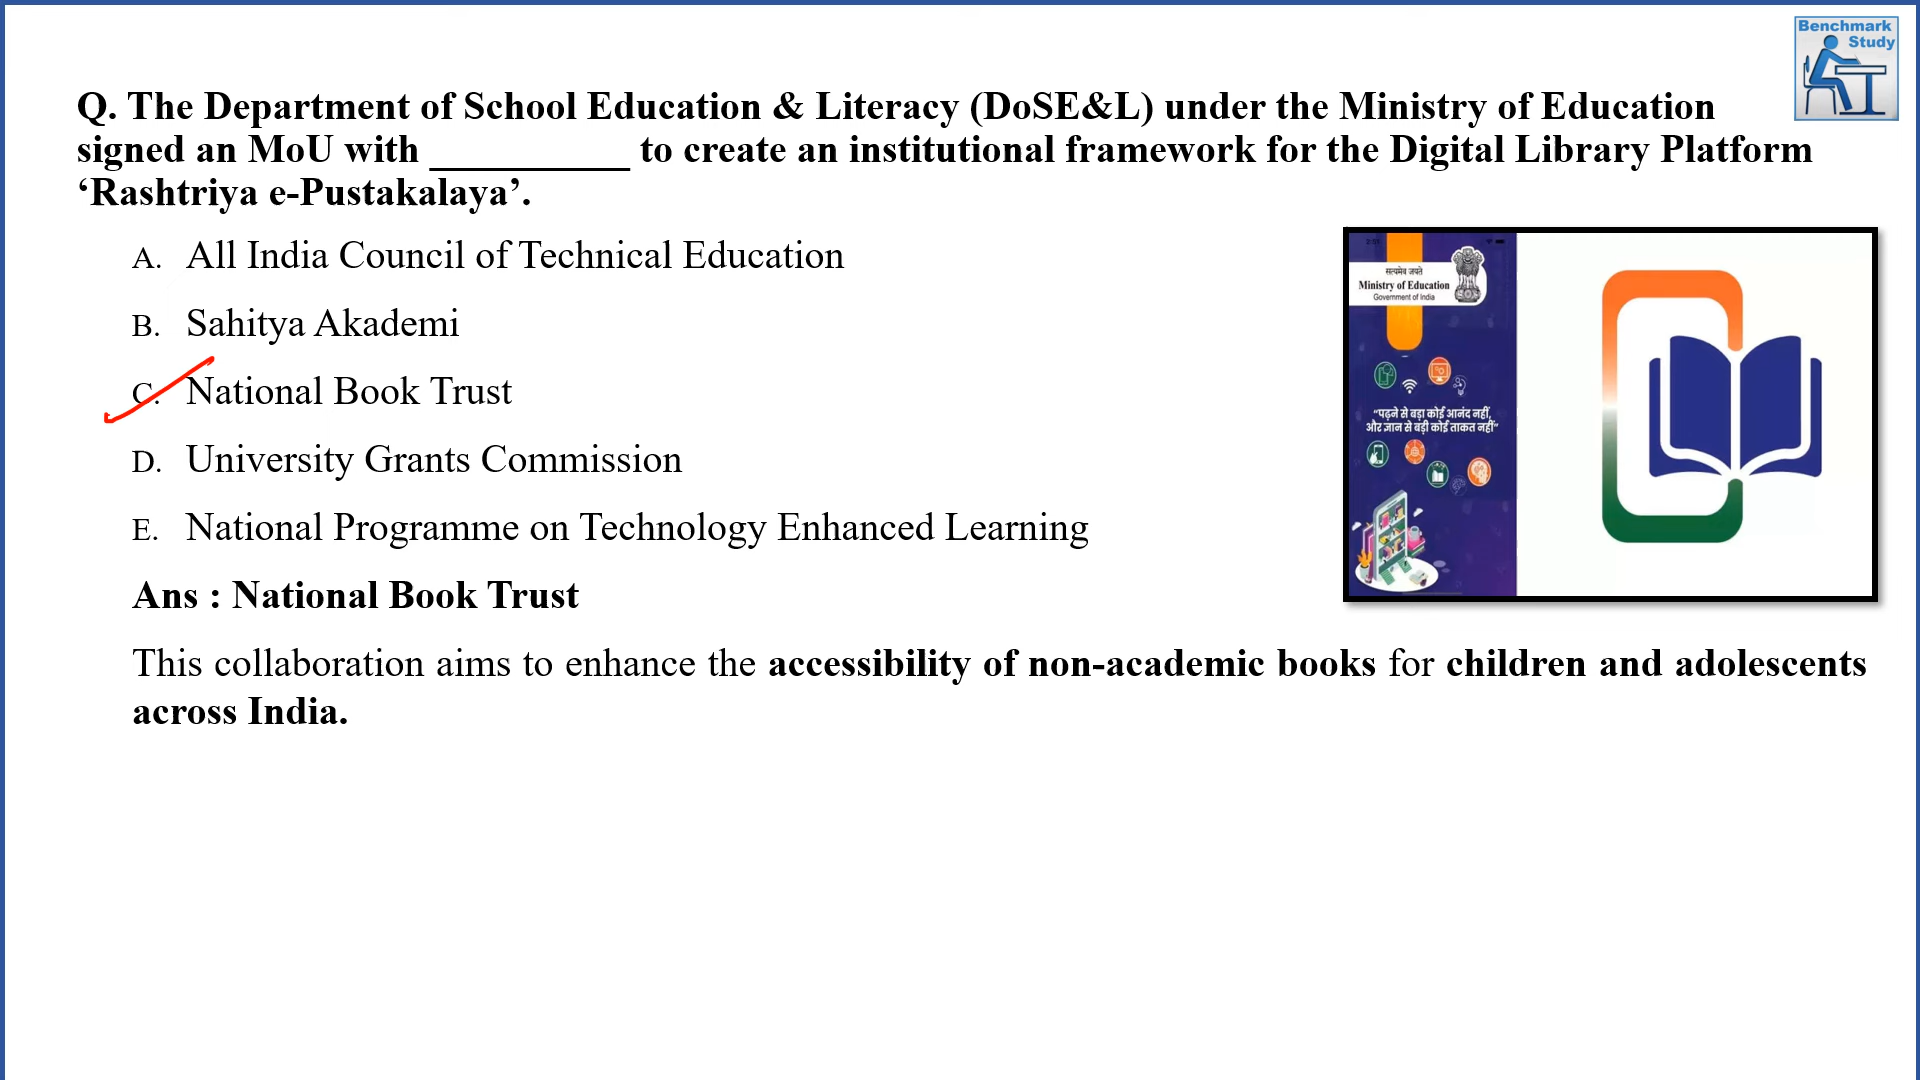 Benchmark
Study
Q. The Department of School Education & Literacy (DoSE&L) under the Ministry of Education
signed an MoU with __________ to create an institutional framework for the Digital Library Platform
‘Rashtriya e-Pustakalaya’.
A. All India Council of Technical Education
B. Sahitya Akademi
C. National Book Trust
D. University Grants Commission
E. National Programme on Technology Enhanced Learning
Ans : National Book Trust
This collaboration aims to enhance the accessibility of non-academic books for children and adolescents
across India.
सत्यमेव जयते
Ministry of Education
Government of India
“पढ़ने से बड़ा कोई आनंद नहीं,
और ज्ञान से बड़ी कोई ताकत नहीं”